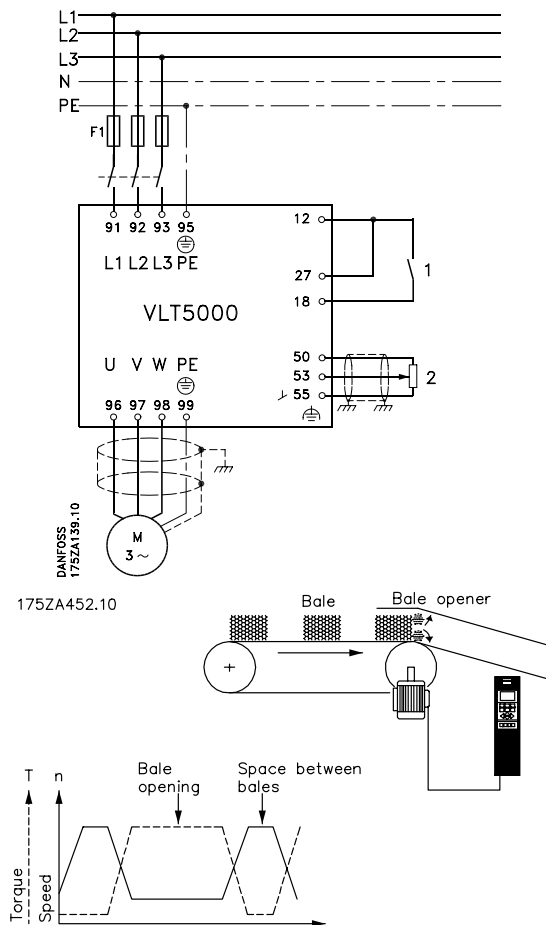 L1
L2
L3
N
PE
F1
91 92 93 95
L1 L2 L3 PE
12
27
18
1
VLT5000
50
53
55
2
U V W PE
96 97 98 99
M
3~
DANFOSS
175ZA139.10
175ZA452.10
Bale
Bale opener
T n
Bale
opening
Space between
bales
Torque
Speed